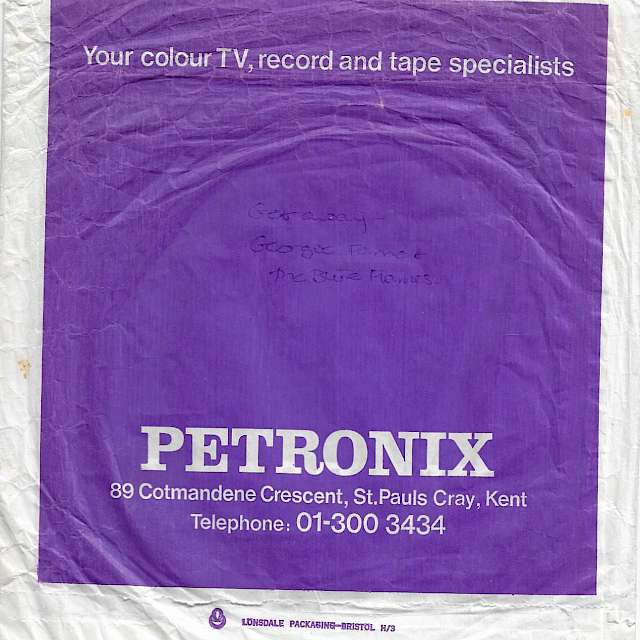 Your colour TV, record and tape specialists
Getaway -
Georgie Fame &
The Blue Flames.
PETRONIX
89 Cotmandene Crescent, St.Pauls Cray, Kent
Telephone: 01-300 3434
LONSDALE PACKAGING-BRISTOL H/3